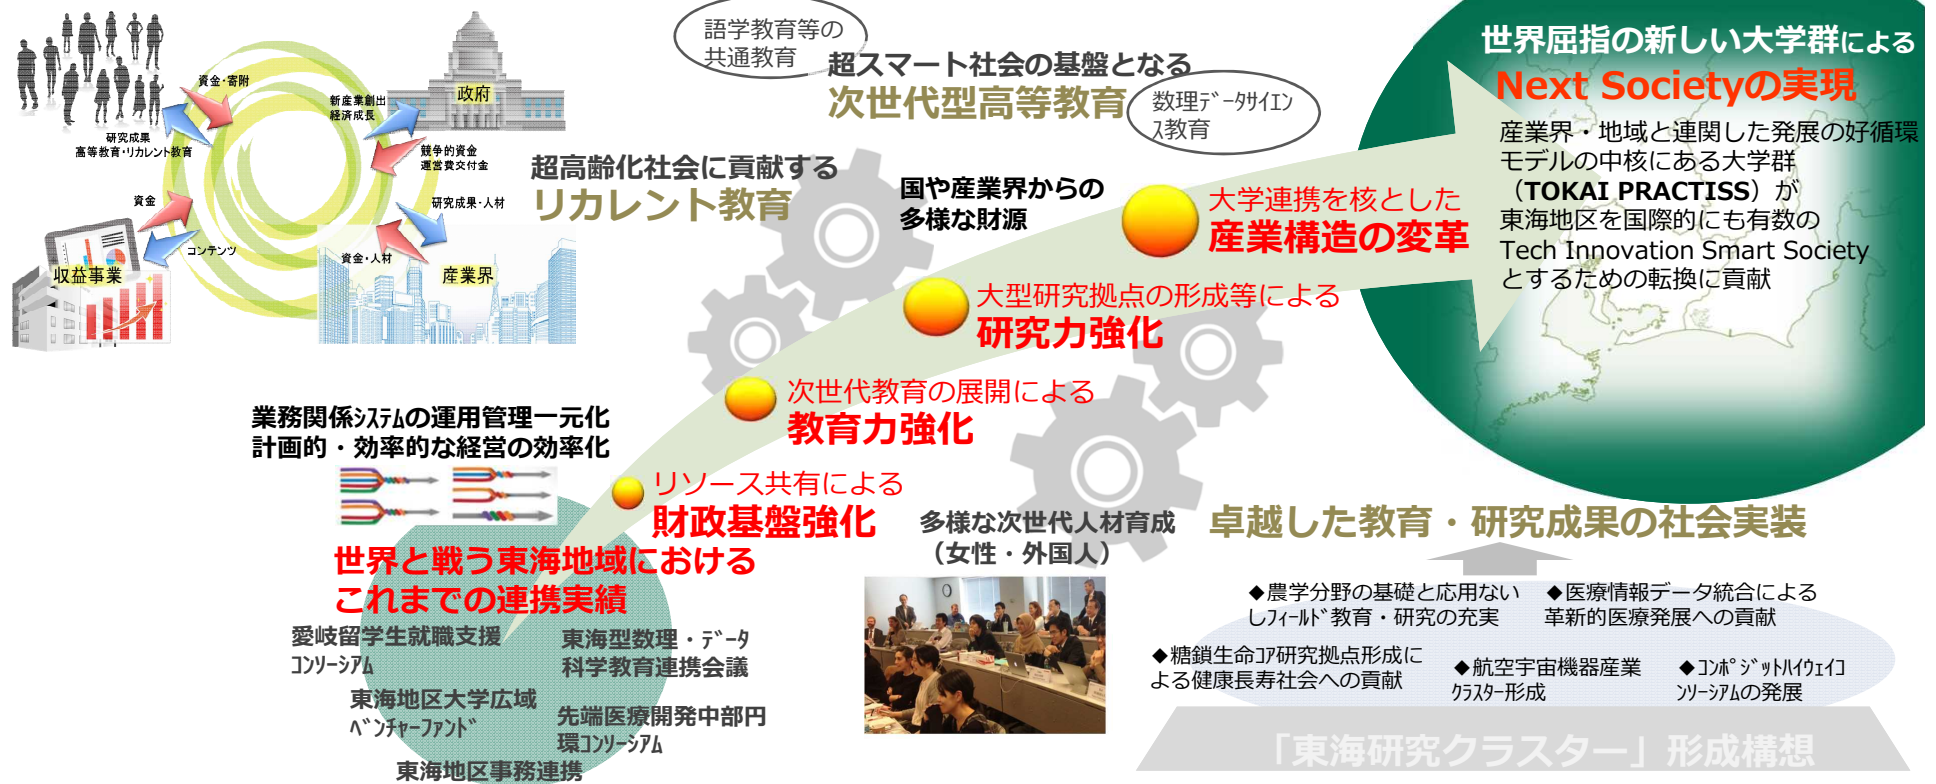 語学教育等の
共通教育
超スマート社会の基盤となる
次世代型高等教育
数理ﾃﾞｰﾀｻｲｴﾝ
ｽ教育
世界屈指の新しい大学群による
Next Societyの実現
産業界・地域と連関した発展の好循環
モデルの中核にある大学群
（TOKAI PRACTISS）が
東海地区を国際的にも有数の
Tech Innovation Smart Society
とするための転換に貢献
資金・寄附
研究成果
高等教育・リカレント教育
新産業創出
経済成長
政府
競争的資金
運営費交付金
資金
コンテンツ
収益事業
研究成果・人材
資金・人材
産業界
超高齢化社会に貢献する
リカレント教育
国や産業界からの
多様な財源
大学連携を核とした
産業構造の変革
大型研究拠点の形成等による
研究力強化
次世代教育の展開による
教育力強化
業務関係ｼｽﾃﾑの運用管理一元化
計画的・効率的な経営の効率化
リソース共有による
財政基盤強化
世界と戦う東海地域における
これまでの連携実績
愛岐留学生就職支援
ｺﾝｿｰｼｱﾑ
東海型数理・ﾃﾞｰﾀ
科学教育連携会議
東海地区大学広域
ﾍﾞﾝﾁｬｰﾌｧﾝﾄﾞ
先端医療開発中部円
環ｺﾝｿｰｼｱﾑ
東海地区事務連携
多様な次世代人材育成
（女性・外国人）
卓越した教育・研究成果の社会実装
◆農学分野の基礎と応用ない
しﾌｨｰﾙﾄﾞ教育・研究の充実
◆医療情報データ統合による
革新的医療発展への貢献
◆糖鎖生命ｺｱ研究拠点形成に
よる健康長寿社会への貢献
◆航空宇宙機器産業
ｸﾗｽﾀｰ形成
◆ｺﾝﾎﾟｼﾞｯﾄﾊｲｳｪｲｺ
ﾝｿｰｼｱﾑの発展
「東海研究クラスター」形成構想